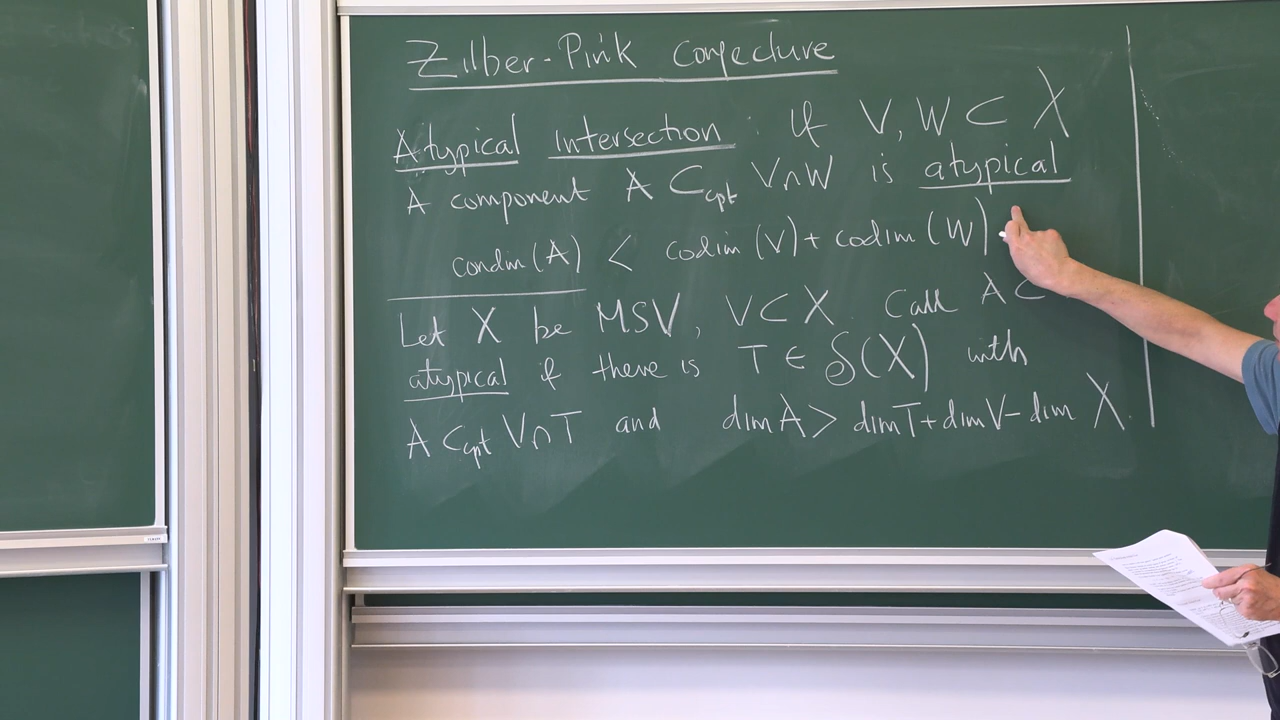 Zilber-Pink Conjecture
Atypical Intersection : If V, W ⊂ X
A component A ⊂cpt V∩W is atypical
condim(A) < codim(V) + codim(W)
Let X be MSV, V⊂X. Call A ⊂
atypical if there is T ∈ δ(X) with
A ⊂cpt V∩T and dim A > dim T + dim V − dim X.